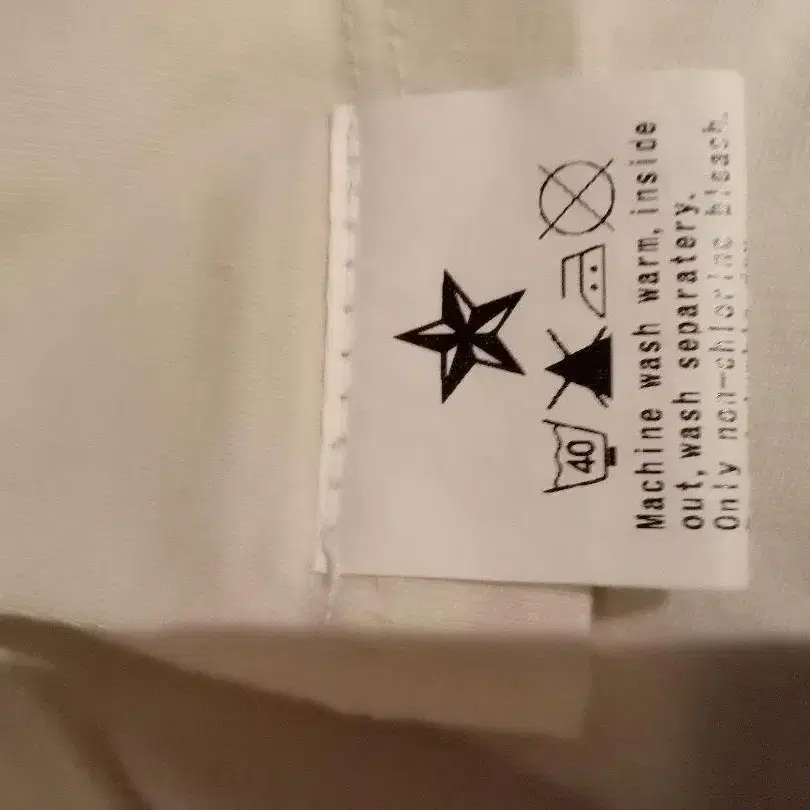 40
Machine wash warm, inside
out, wash separatery.
Only non-chlorine bleach.